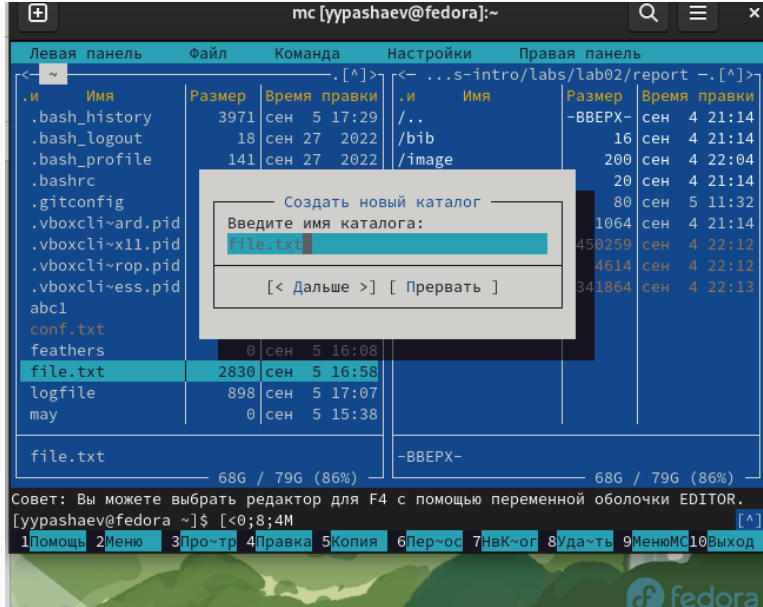 mc [yypashaev@fedora]:~
Левая панель Файл Команда Настройки Правая панель
<— ~ .[^]> <— ...s-intro/labs/lab02/report —.[^]>
.и Имя Размер Время правки .и Имя Размер Время правки
.bash_history 3971 сен 5 17:29 /.. -ВВЕРХ- сен 4 21:14
.bash_logout 18 сен 27 2022 /bib 16 сен 4 21:14
.bash_profile 141 сен 27 2022 /image 200 сен 4 22:04
.bashrc 20 сен 4 21:14
.gitconfig Создать новый каталог 80 сен 5 11:32
.vboxcli~ard.pid Введите имя каталога: 1064 сен 4 21:14
.vboxcli~x11.pid file.txt 450259 сен 4 22:12
.vboxcli~rop.pid 4614 сен 4 22:12
.vboxcli~ess.pid [< Дальше >] [ Прервать ] 341864 сен 4 22:13
abc1
conf.txt
feathers 0 сен 5 16:08
file.txt 2830 сен 5 16:58
logfile 898 сен 5 17:07
may 0 сен 5 15:38
file.txt -ВВЕРХ-
68G / 79G (86%) 68G / 79G (86%)
Совет: Вы можете выбрать редактор для F4 с помощью переменной оболочки EDITOR.
[yypashaev@fedora ~]$ [<0;8;4M [^]
1Помощь 2Меню 3Про~тр 4Правка 5Копия 6Пер~ос 7НвК~ог 8Уда~ть 9МенюМС 10Выход
fedora